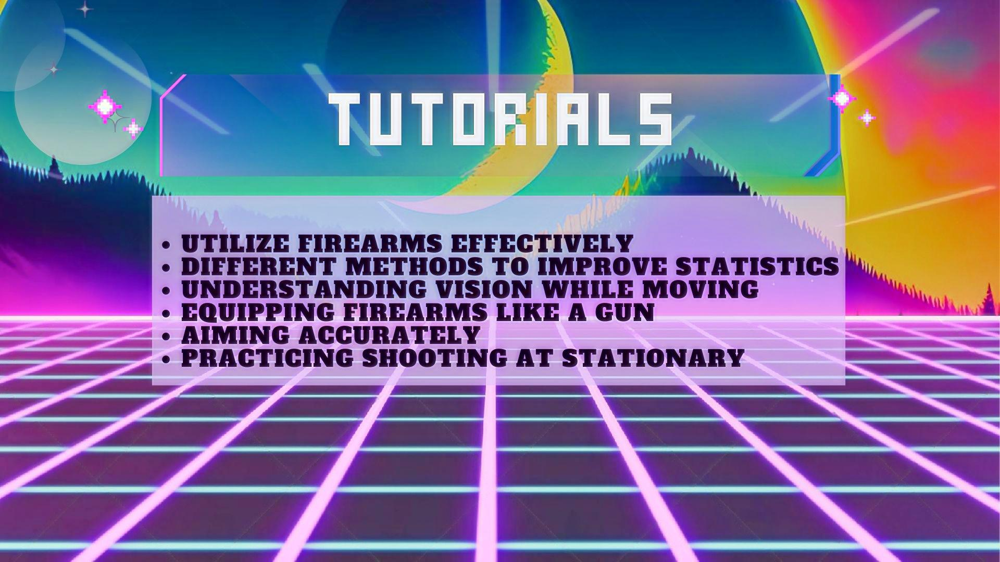 TUTORIALS
• UTILIZE FIREARMS EFFECTIVELY
• DIFFERENT METHODS TO IMPROVE STATISTICS
• UNDERSTANDING VISION WHILE MOVING
• EQUIPPING FIREARMS LIKE A GUN
• AIMING ACCURATELY
• PRACTICING SHOOTING AT STATIONARY